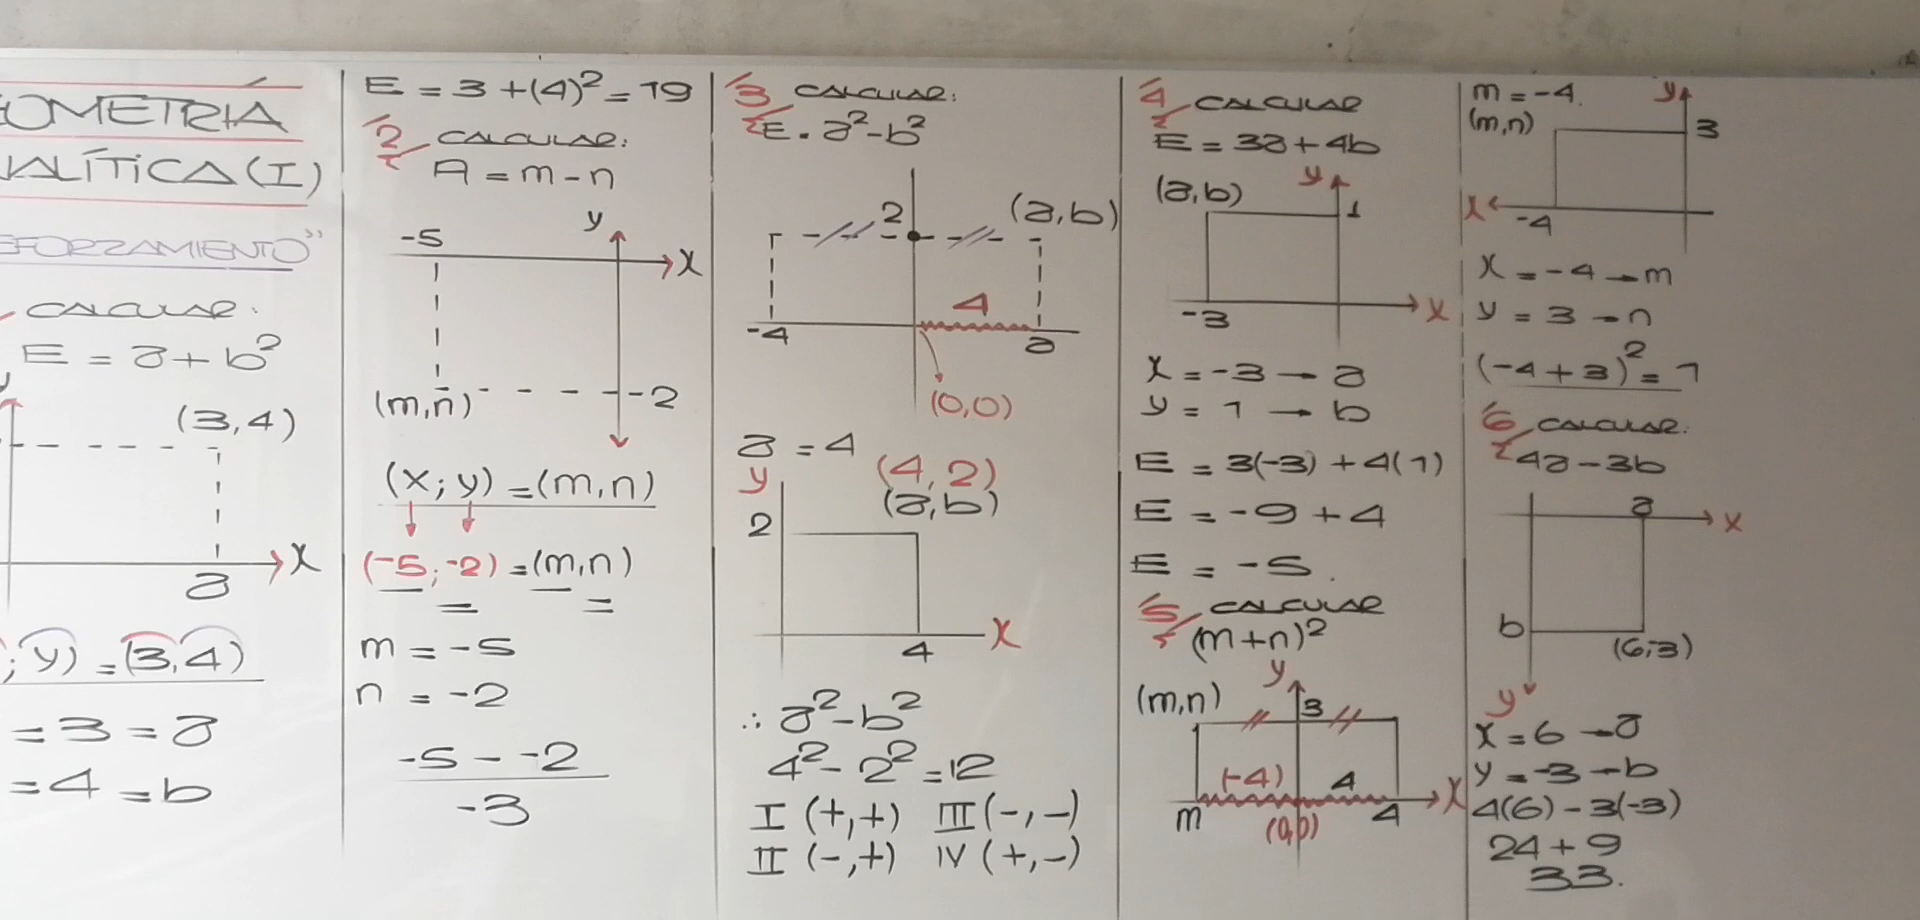 OMETRÍA
NALÍTICA (I)
EFORZAMIENTO"
CALCULAR:
E = a + b²
y
(3,4)
x
a
; y) = (3,4)
= 3 = a
= 4 = b
E = 3 + (4)² = 19
2 CALCULAR:
A = m - n
y
-5
x
(m,n)
-2
(x; y) = (m,n)
(-5; -2) = (m,n)
m = -5
n = -2
-5 - -2
-3
3 CALCULAR:
E = a² - b²
2
(a,b)
4
-4
a
(0,0)
a = 4
(4,2)
y
(a,b)
2
x
4
∴ a² - b²
4² - 2² = 12
I (+,+) III (-,-)
II (-,+) IV (+,-)
4 CALCULAR
E = 3a + 4b
(a,b)
y
1
-3
x
x = -3 → a
y = 1 → b
E = 3(-3) + 4(1)
E = -9 + 4
E = -5.
5 CALCULAR
(m+n)²
y
(m,n)
3
(-4)
4
x
m
(0,0)
4
m = -4.
y
(m,n)
3
x
-4
x = -4 → m
y = 3 → n
(-4 + 3)² = 1
6 CALCULAR:
4a - 3b
a
x
b
(6;-3)
y
x = 6 → a
y = -3 → b
4(6) - 3(-3)
24 + 9
33.